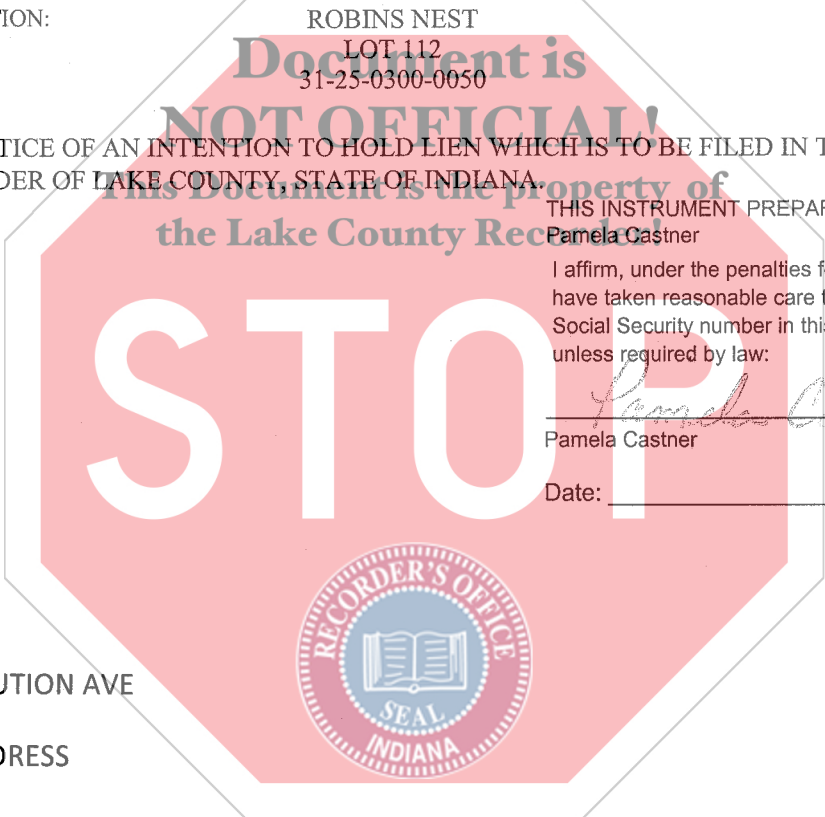 TION:
ROBINS NEST
LOT 112
31-25-0300-0050
Document is
NOT OFFICIAL!
TICE OF AN INTENTION TO HOLD LIEN WHICH IS TO BE FILED IN T
DER OF LAKE COUNTY, STATE OF INDIANA.
This Document is the property of
the Lake County Recorder!
THIS INSTRUMENT PREPAR
Pamela Castner
I affirm, under the penalties f
have taken reasonable care t
Social Security number in this
unless required by law:
Pamela C
Pamela Castner
Date:
STOP
RECORDER'S OFFICE
SEAL
INDIANA
UTION AVE
DRESS